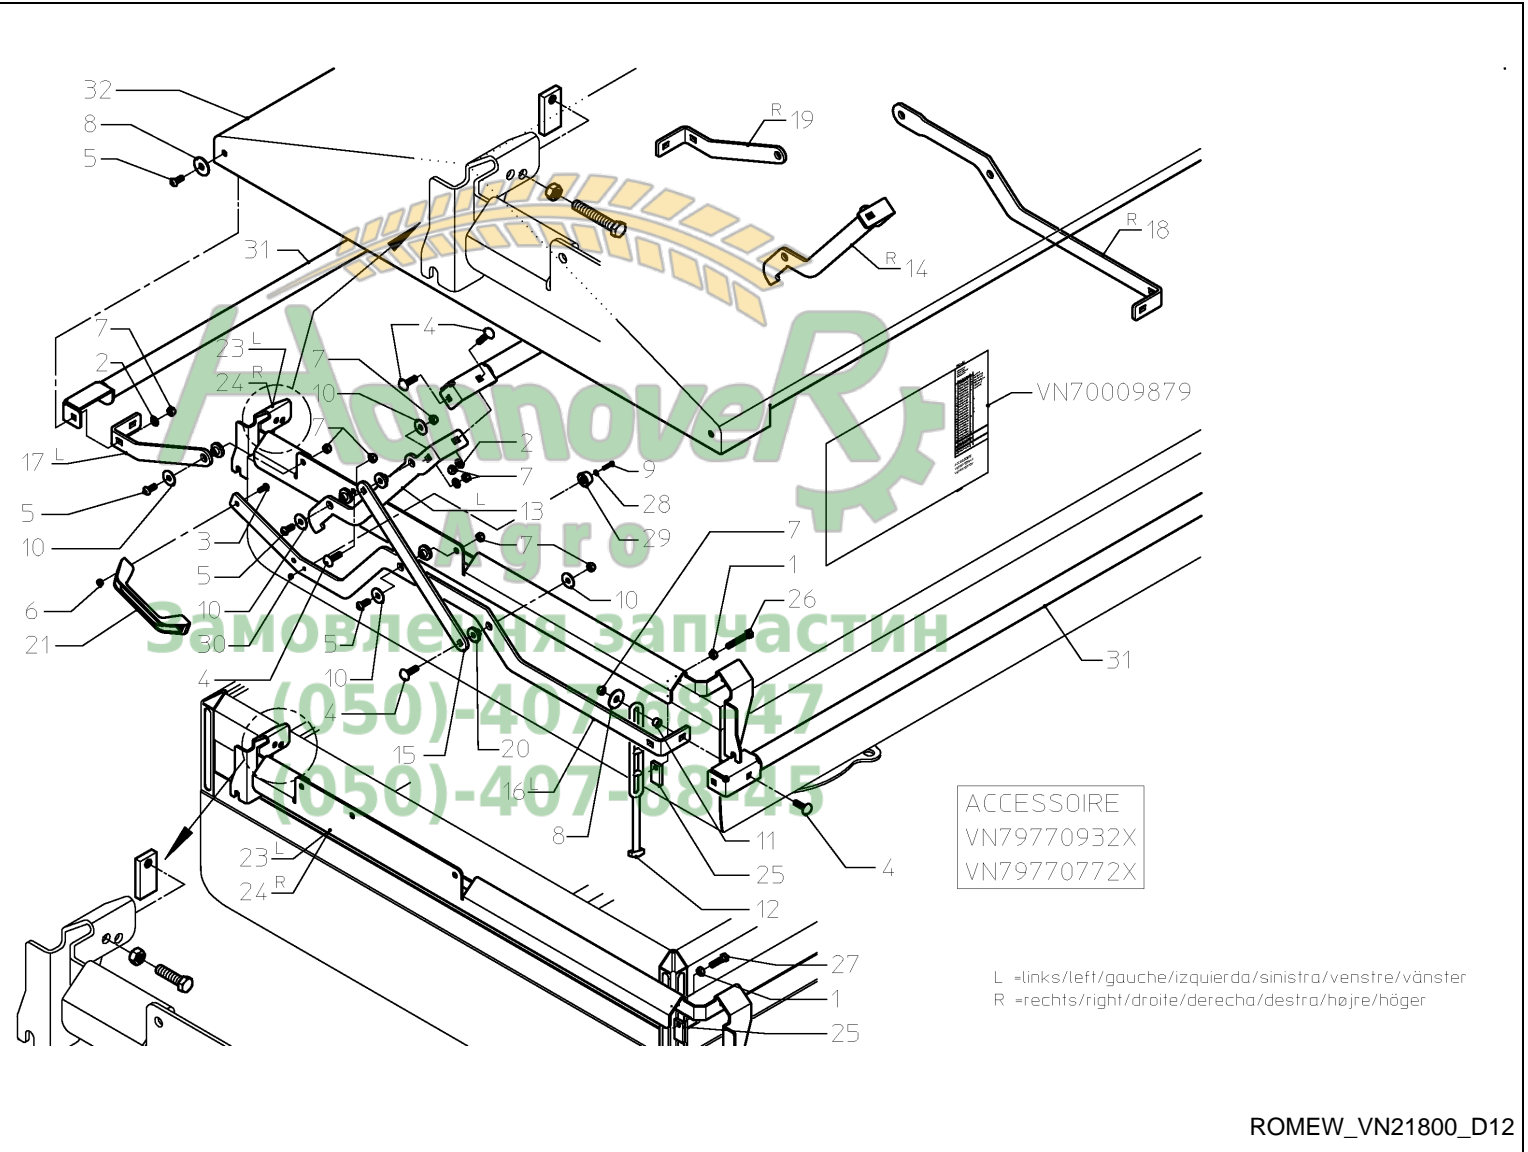 32
8
5
R 19
R 18
R 14
31
4
7
23 L
7
2
24 R
10
VN70009879
HannoveR
7
17 L
2
7
9
5
L
28
13
Agro
10
3
29
7
5
7
1
6
10
10
26
Замовлення запчастин
21
30
5
31
4
10
(050)-407-68-47
4
15
20
16 L
(050)-407-68-45
ACCESSOIRE
VN79770932X
VN79770772X
8
11
23 L
25
4
24 R
12
27
L =links/left/gauche/izquierda/sinistra/venstre/vänster
R =rechts/right/droite/derecha/destra/højre/höger
1
25
ROMEW_VN21800_D12